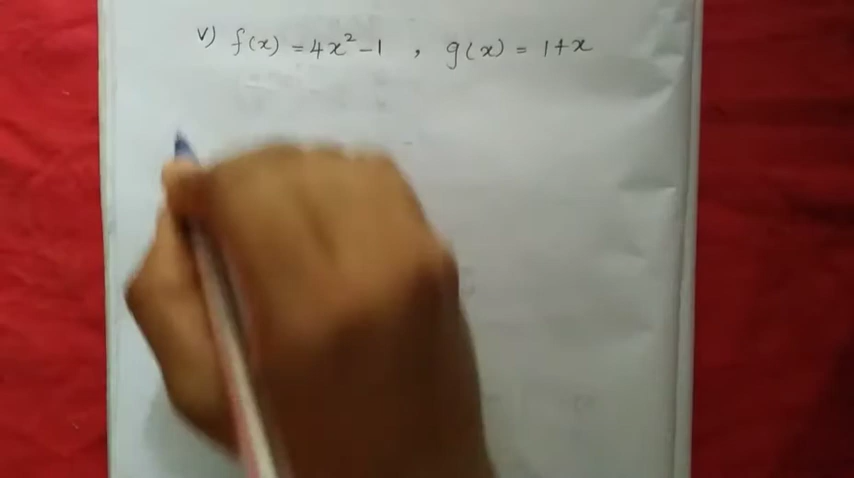 v) f(x) = 4x² - 1 , g(x) = 1 + x